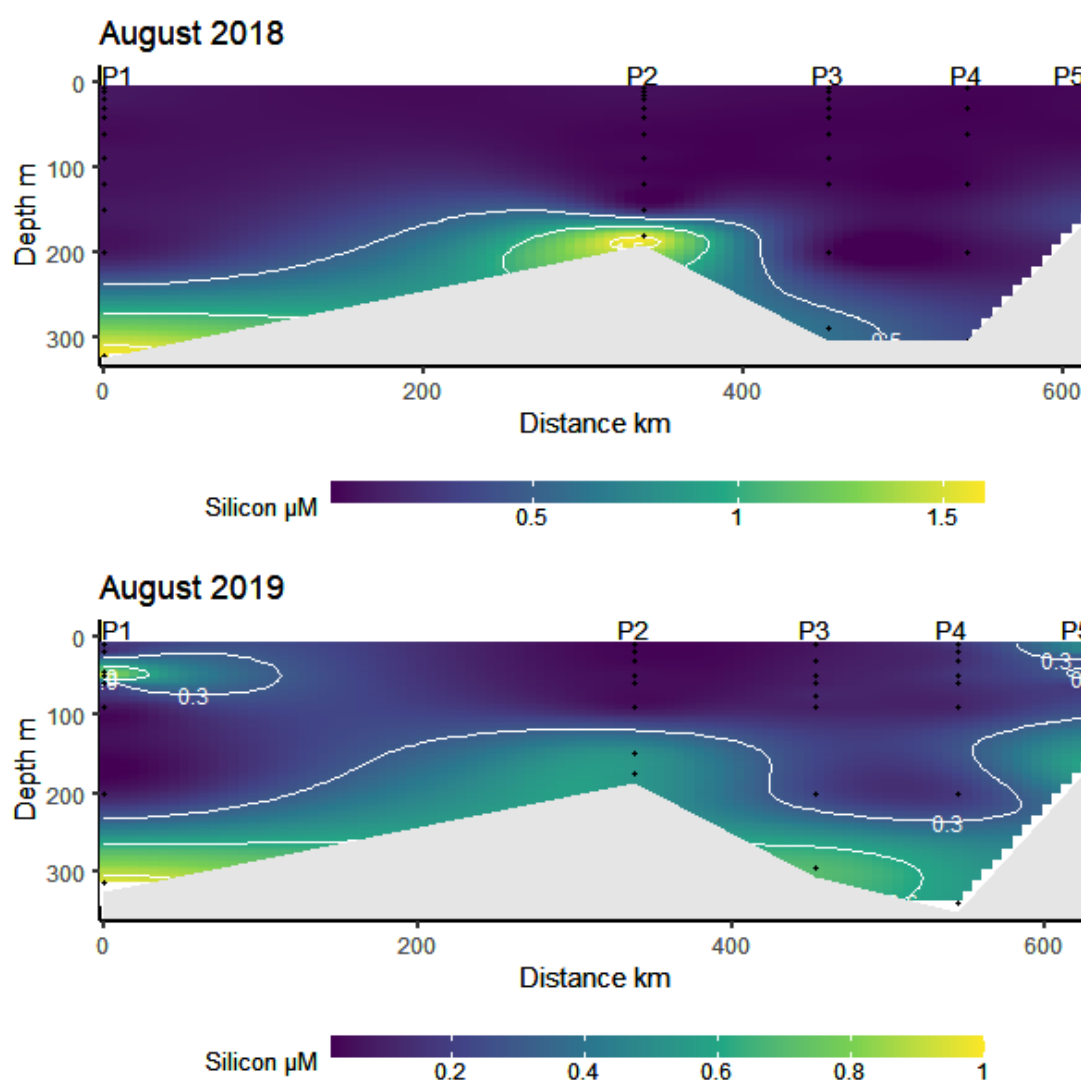 August 2018
P1 P2 P3 P4 P5
0
100
200
300
Depth m
0 200 400 600
Distance km
Silicon µM
0.5 1 1.5
August 2019
P1 P2 P3 P4
0.3
0.3
0
100
200
300
Depth m
0.3
0 200 400 600
Distance km
Silicon µM
0.2 0.4 0.6 0.8 1